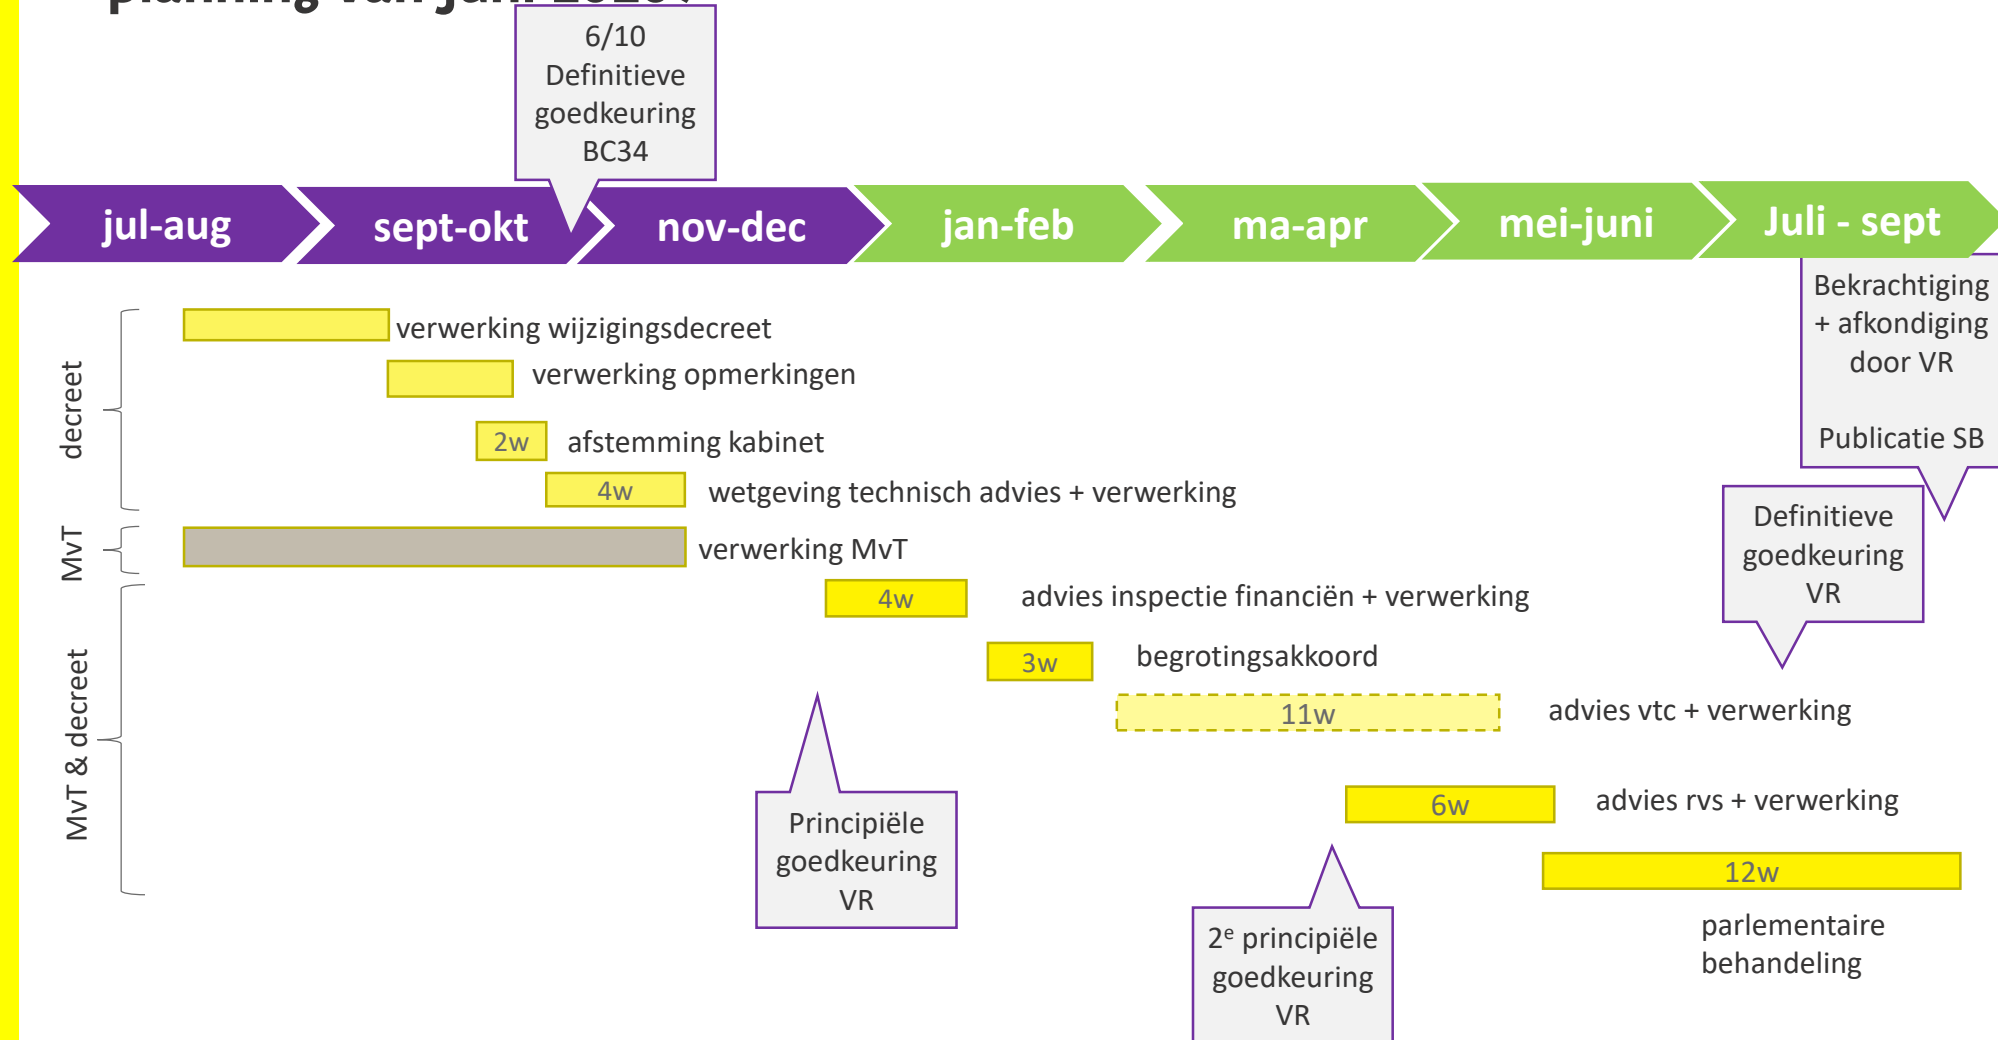 planning van juni
6/10
Definitieve
goedkeuring
BC34
jul-aug
sept-okt
nov-dec
jan-feb
ma-apr
mei-juni
Juli - sept
Bekrachtiging
+ afkondiging
door VR
Publicatie SB
decreet
verwerking wijzigingsdecreet
verwerking opmerkingen
2w
afstemming kabinet
4w
wetgeving technisch advies + verwerking
MvT
verwerking MvT
Definitieve
goedkeuring
VR
MvT & decreet
4w
advies inspectie financiën + verwerking
3w
begrotingsakkoord
11w
advies vtc + verwerking
Principiële
goedkeuring
VR
6w
advies rvs + verwerking
12w
parlementaire
behandeling
2e principiële
goedkeuring
VR